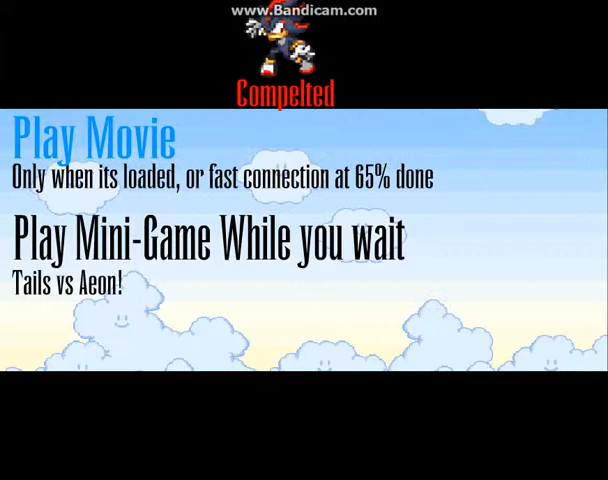 www.Bandicam.com
Compelted
Play Movie
Only when its loaded, or fast connection at 65% done
Play Mini-Game While you wait
Tails vs Aeon!